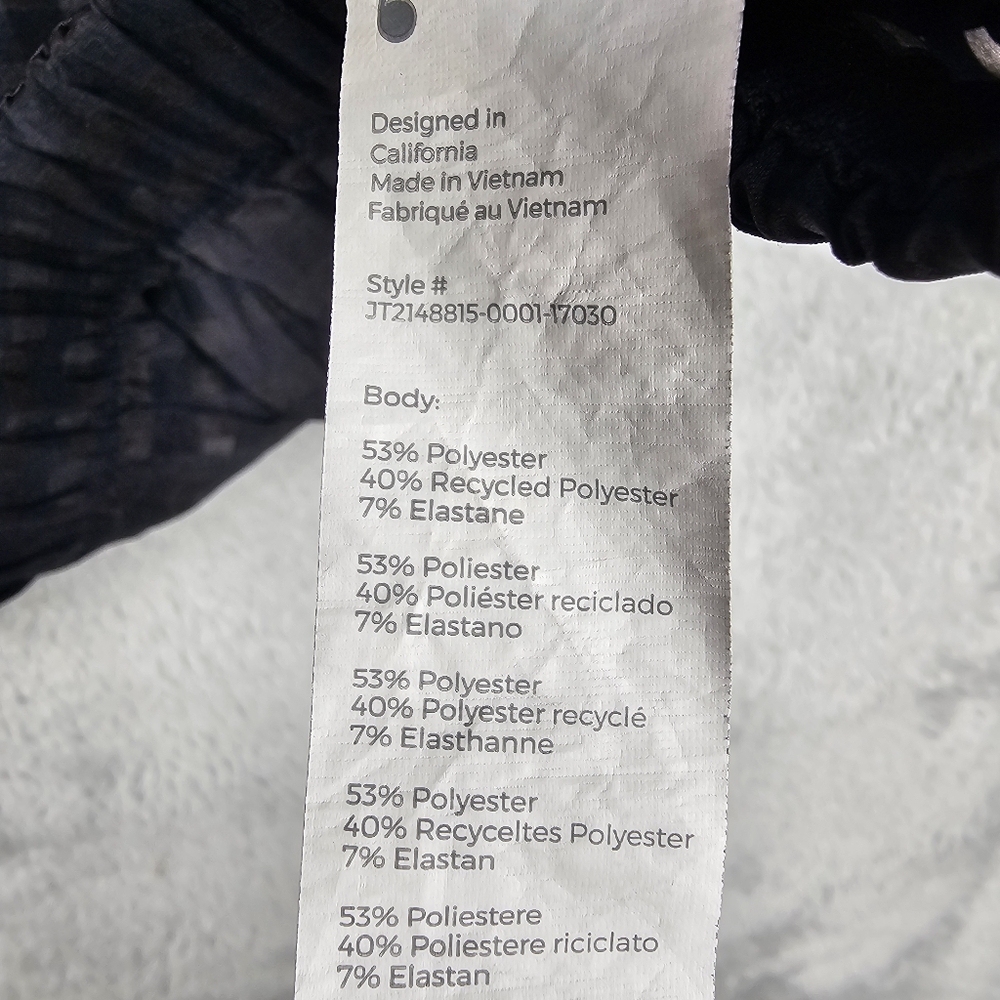 Designed in
California
Made in Vietnam
Fabriqué au Vietnam
Style #
JT2148815-0001-17030
Body:
53% Polyester
40% Recycled Polyester
7% Elastane
53% Poliester
40% Poliéster reciclado
7% Elastano
53% Polyester
40% Polyester recyclé
7% Elasthanne
53% Polyester
40% Recyceltes Polyester
7% Elastan
53% Poliestere
40% Poliestere riciclato
7% Elastan